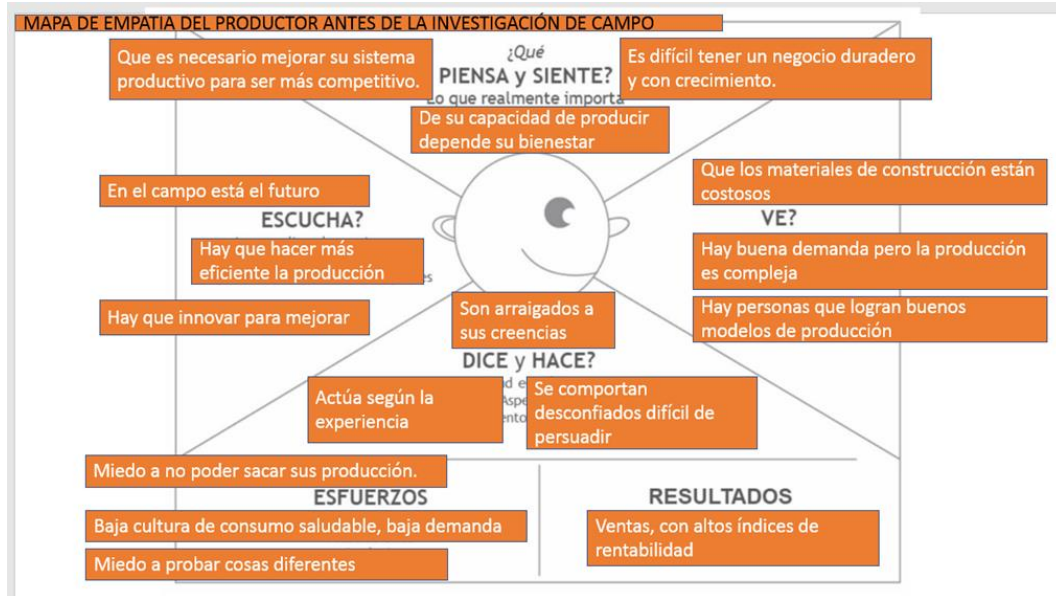 MAPA DE EMPATIA DEL PRODUCTOR ANTES DE LA INVESTIGACIÓN DE CAMPO
Que es necesario mejorar su sistema
productivo para ser más competitivo.
¿Qué
PIENSA y SIENTE?
Lo que realmente importa
Es difícil tener un negocio duradero
y con crecimiento.
De su capacidad de producir
depende su bienestar
En el campo está el futuro
ESCUCHA?
Hay que hacer más
eficiente la producción
es
Hay que innovar para mejorar
Que los materiales de construcción están
costosos
VE?
Hay buena demanda pero la producción
es compleja
Hay personas que logran buenos
modelos de producción
Son arraigados a
sus creencias
DICE y HACE?
Actúa según la
experiencia
Se comportan
desconfiados difícil de
persuadir
Miedo a no poder sacar sus producción.
ESFUERZOS
Baja cultura de consumo saludable, baja demanda
Miedo a probar cosas diferentes
RESULTADOS
Ventas, con altos índices de
rentabilidad